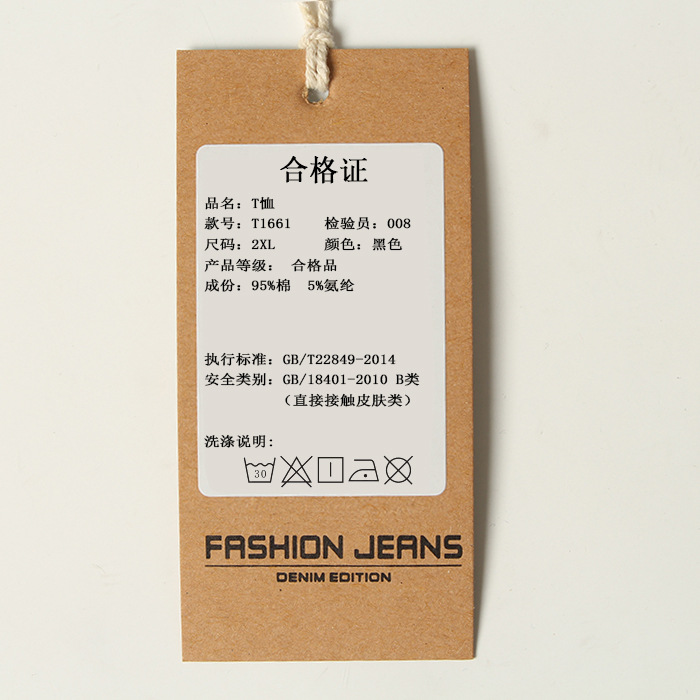 合格证
品名：T恤
款号：T1661 检验员：008
尺码：2XL 颜色：黑色
产品等级： 合格品
成份：95%棉 5%氨纶
执行标准：GB/T22849-2014
安全类别：GB/18401-2010 B类
（直接接触皮肤类）
洗涤说明：
30
FASHION JEANS
DENIM EDITION